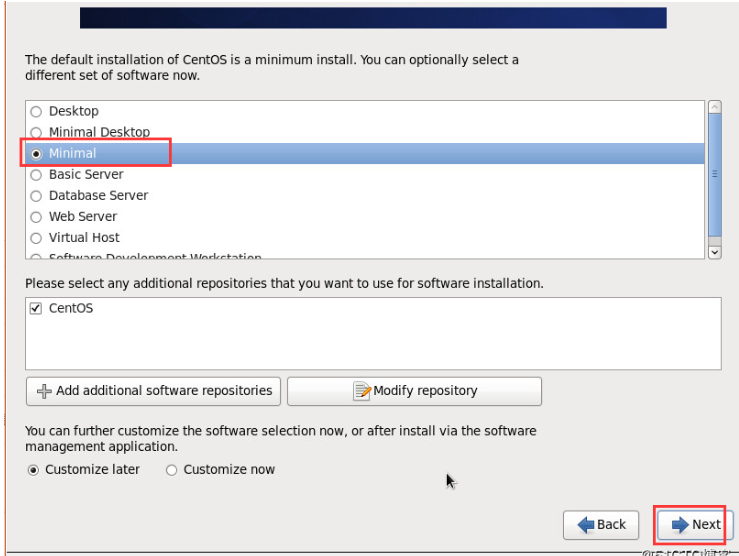 The default installation of CentOS is a minimum install. You can optionally select a
different set of software now.
Desktop
Minimal Desktop
Minimal
Basic Server
Database Server
Web Server
Virtual Host
Software Development Workstation
Please select any additional repositories that you want to use for software installation.
CentOS
Add additional software repositories
Modify repository
You can further customize the software selection now, or after install via the software
management application.
Customize later
Customize now
Back
Next